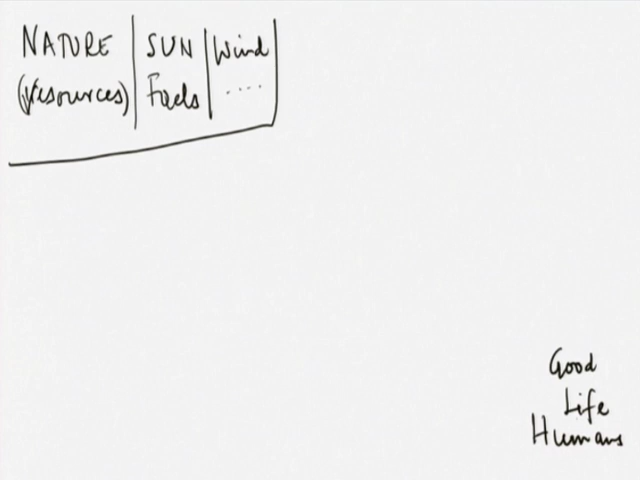 NATURE SUN Wind
(resources) Fuels ....
Good
Life
Humans